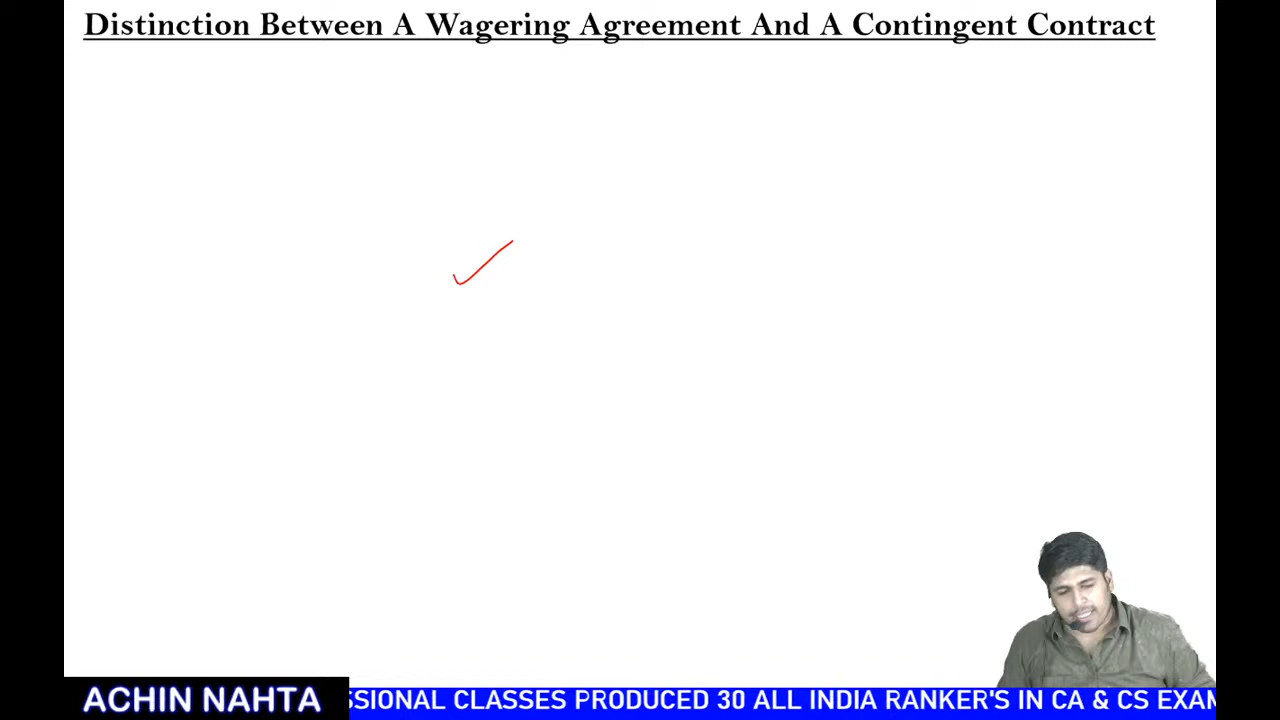 Distinction Between A Wagering Agreement And A Contingent Contract
ACHIN NAHTA
SSIONAL CLASSES PRODUCED 30 ALL INDIA RANKER'S IN CA & CS EXAM